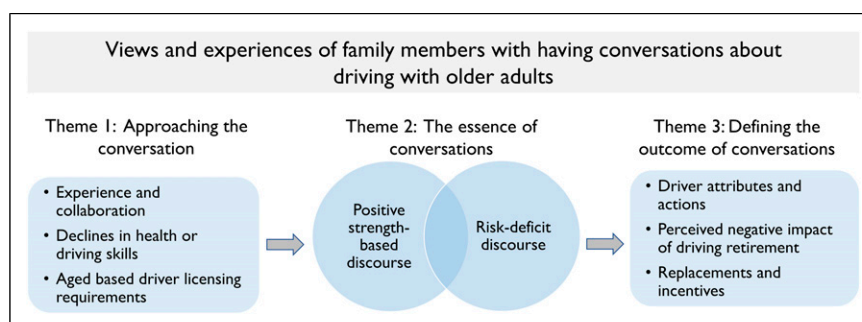 Views and experiences of family members with having conversations about
driving with older adults
Theme 1: Approaching the
conversation
• Experience and
collaboration
• Declines in health or
driving skills
• Aged based driver licensing
requirements
Theme 2: The essence of
conversations
Positive
strength-
based
discourse
Risk-deficit
discourse
Theme 3: Defining the
outcome of conversations
• Driver attributes and
actions
• Perceived negative impact
of driving retirement
• Replacements and
incentives